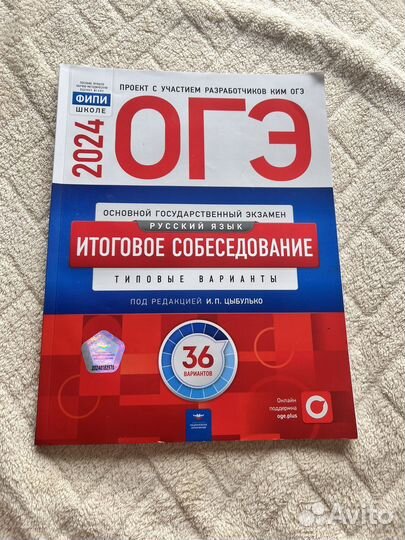 ПРОЕКТ С УЧАСТИЕМ РАЗРАБОТЧИКОВ КИМ ОГЭ
ФИПИ
ШКОЛЕ
2024
ОГЭ
ОСНОВНОЙ ГОСУДАРСТВЕННЫЙ ЭКЗАМЕН
РУССКИЙ ЯЗЫК
ИТОГОВОЕ СОБЕСЕДОВАНИЕ
ТИПОВЫЕ ВАРИАНТЫ
ПОД РЕДАКЦИЕЙ И.П. ЦЫБУЛЬКО
36
ВАРИАНТОВ
Онлайн
поддержка
oge.plus
Avito